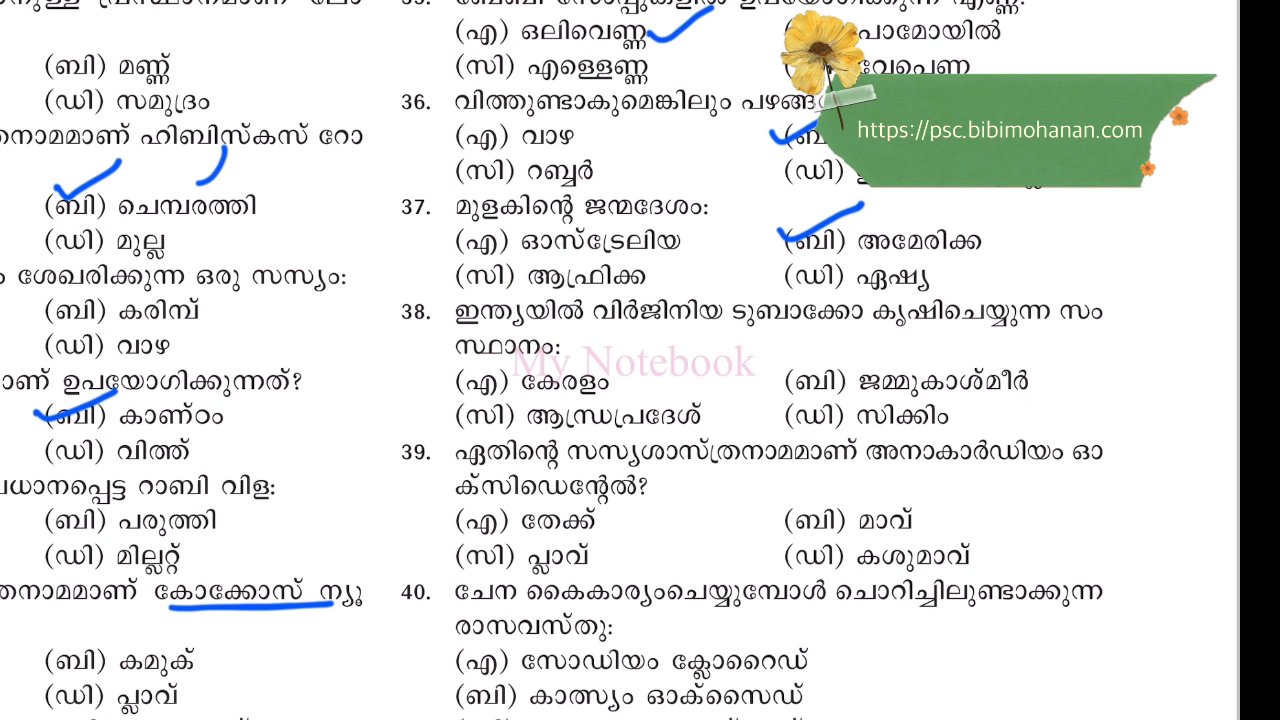 (ബി) മണ്ണ്
(ഡി) സമുദ്രം
തനാമമാണ് ഹിബിസ്കസ് റോ
(ബി) ചെമ്പരത്തി
(ഡി) മുല്ല
ശേഖരിക്കുന്ന ഒരു സസ്യം:
(ബി) കരിമ്പ്
(ഡി) വാഴ
ഉപയോഗിക്കുന്നത്?
(ബി) കാണ്ഠം
(ഡി) വിത്ത്
റാബി വിള:
(ബി) പരുത്തി
(ഡി) മില്ലറ്റ്
തനാമമാണ് കോക്കോസ് ന്യൂ
(ബി) കമുക്
(ഡി) പ്ലാവ്
(എ) ഒലിവെണ്ണ പാമോയിൽ
(സി) എള്ളെണ്ണ
36. വിത്തുണ്ടാകുമെങ്കിലും
(എ) വാഴ
(സി) റബ്ബർ (ഡി)
37. മുളകിന്റെ ജന്മദേശം:
(എ) ഓസ്ട്രേലിയ (ബി) അമേരിക്ക
(സി) ആഫ്രിക്ക (ഡി) ഏഷ്യ
38. ഇന്ത്യയിൽ വിർജിനിയ ടുബാക്കോ കൃഷിചെയ്യുന്ന സം
സ്ഥാനം:
(എ) കേരളം (ബി) ജമ്മുകാശ്മീർ
(സി) ആന്ധ്രപ്രദേശ് (ഡി) സിക്കിം
39. ഏതിന്റെ സസ്യശാസ്ത്രനാമമാണ് അനാകാർഡിയം ഓ
ക്സിഡെന്റേൽ?
(എ) തേക്ക് (ബി) മാവ്
(സി) പ്ലാവ് (ഡി) കശുമാവ്
40. ചേന കൈകാര്യംചെയ്യുമ്പോൾ ചൊറിച്ചിലുണ്ടാക്കുന്ന
രാസവസ്തു:
(എ) സോഡിയം ക്ലോറൈഡ്
(ബി) കാത്സ്യം ഓക്സൈഡ്
https://psc.bibimohanan.com
My Notebook